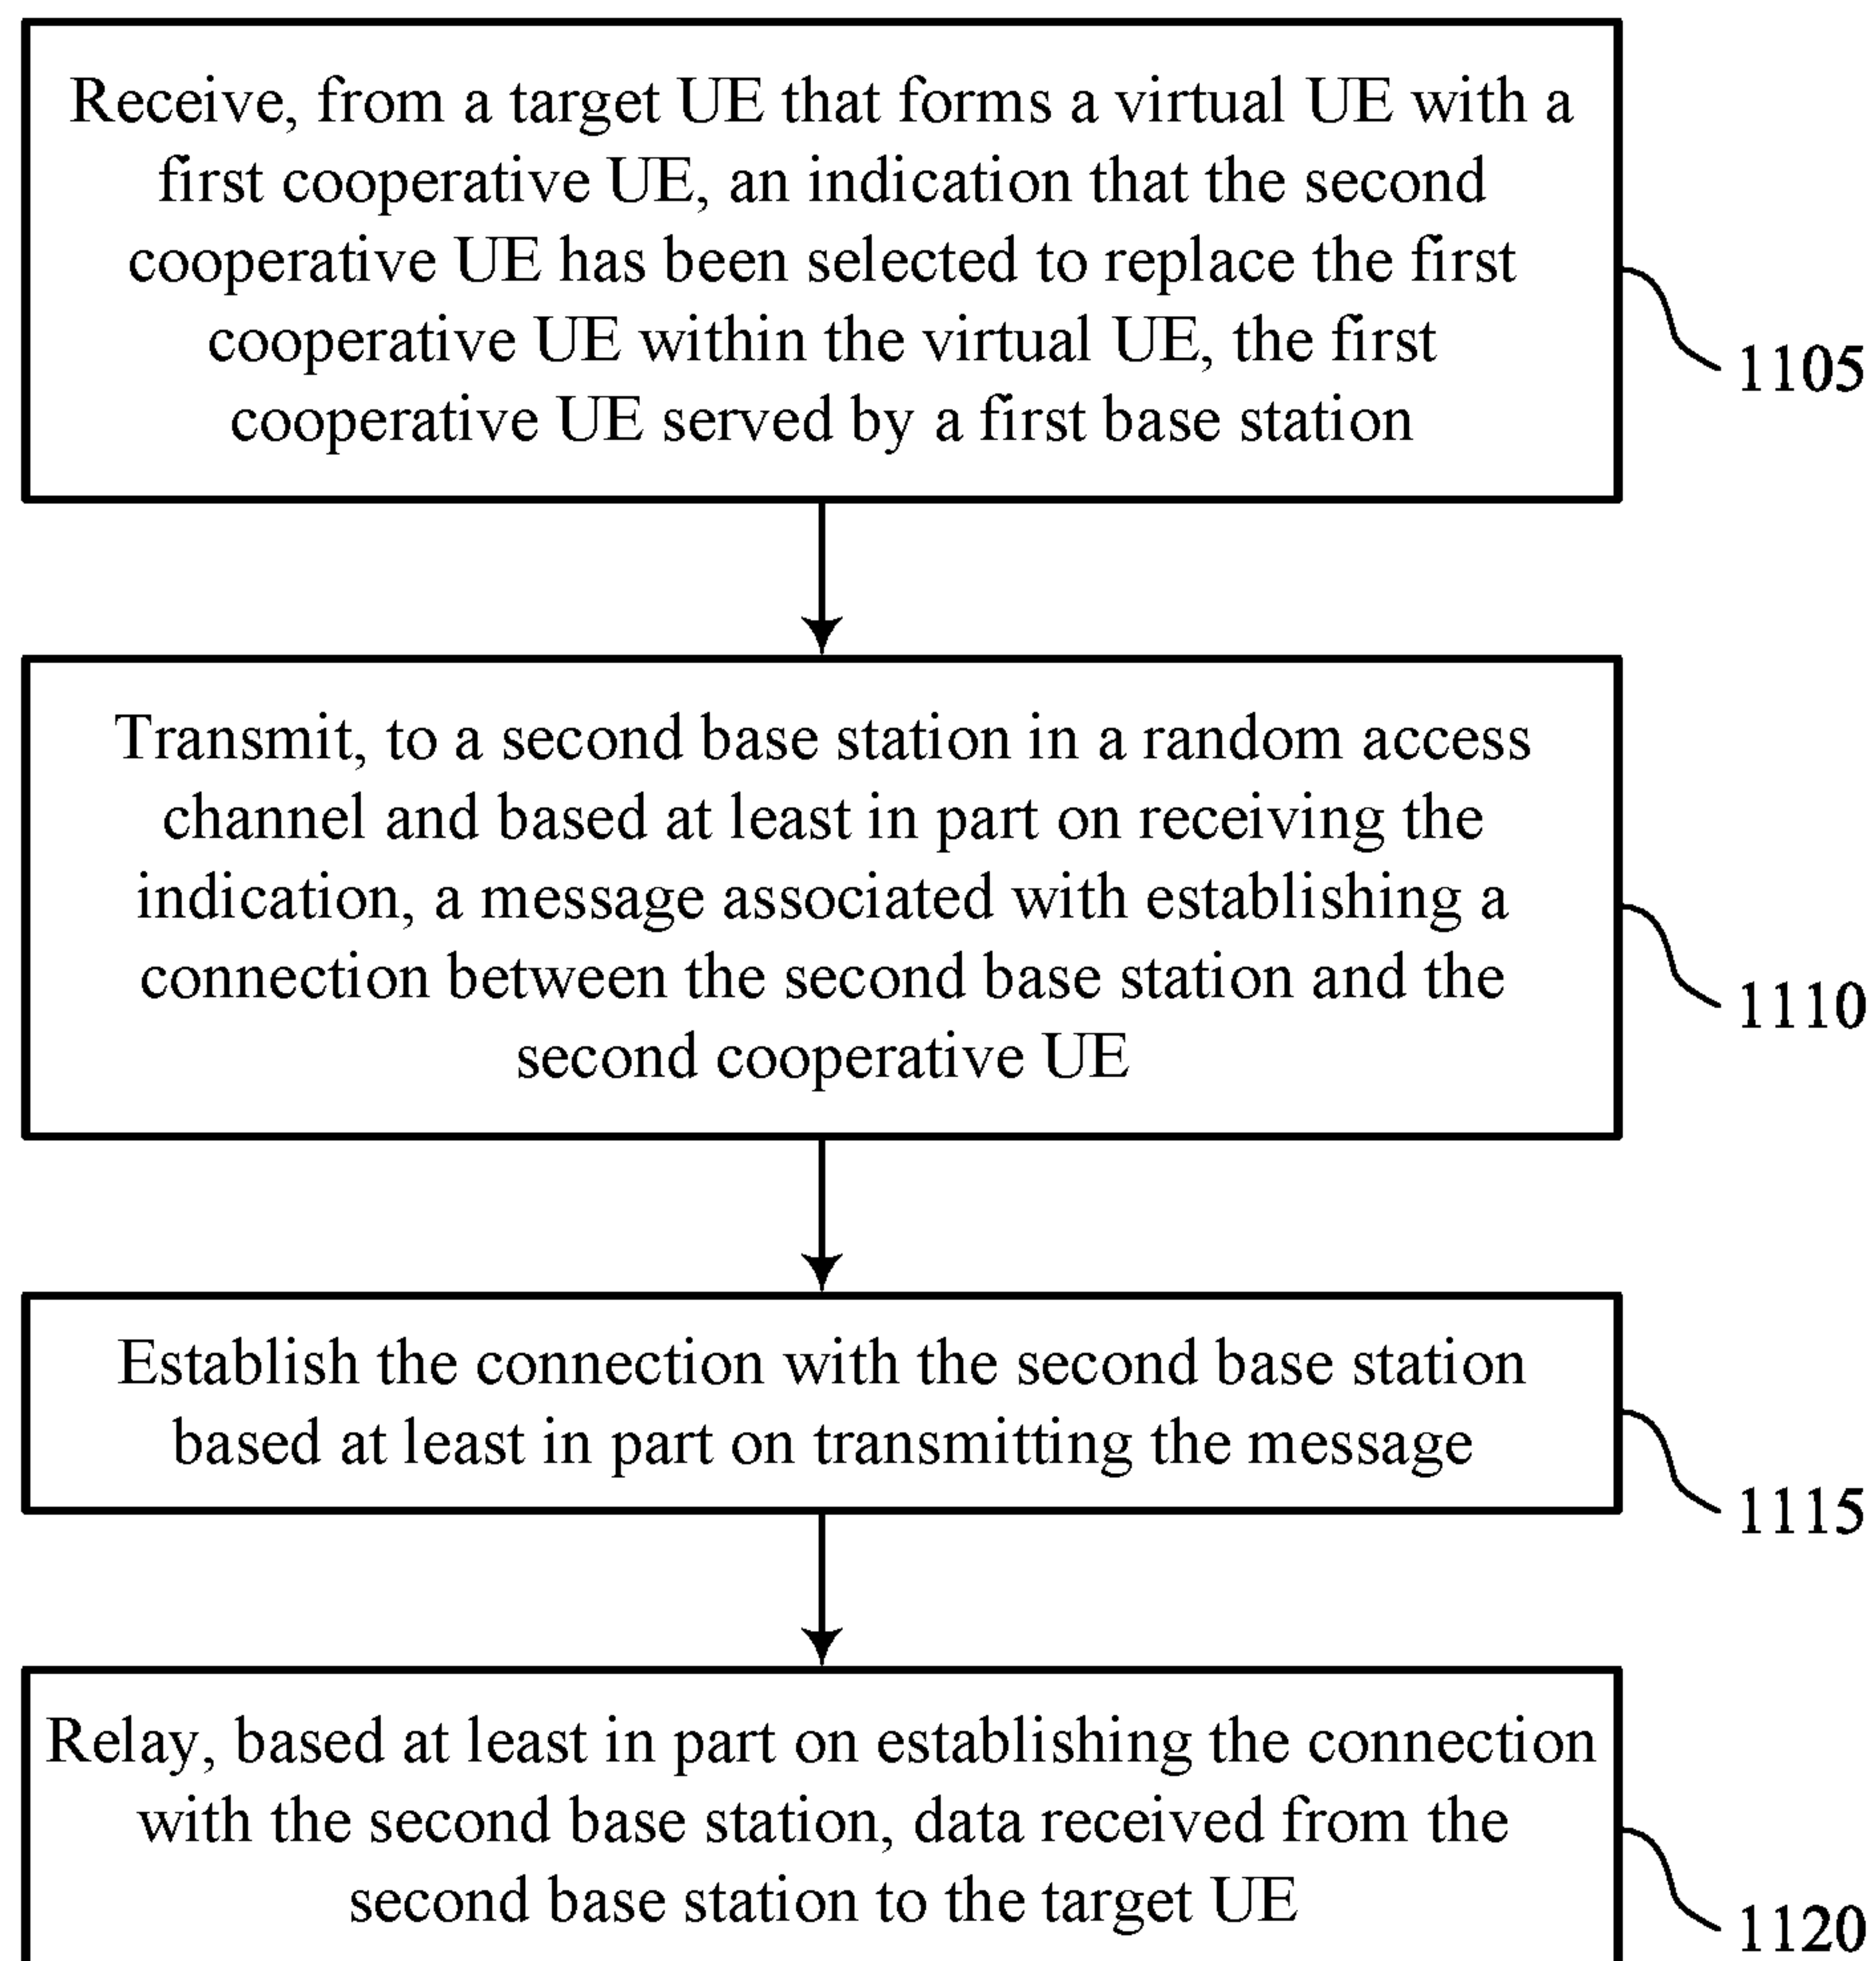 Receive, from a target UE that forms a virtual UE with a
first cooperative UE, an indication that the second
cooperative UE has been selected to replace the first
cooperative UE within the virtual UE, the first
cooperative UE served by a first base station
1105
Transmit, to a second base station in a random access
channel and based at least in part on receiving the
indication, a message associated with establishing a
connection between the second base station and the
second cooperative UE
1110
Establish the connection with the second base station
based at least in part on transmitting the message
1115
Relay, based at least in part on establishing the connection
with the second base station, data received from the
second base station to the target UE
1120